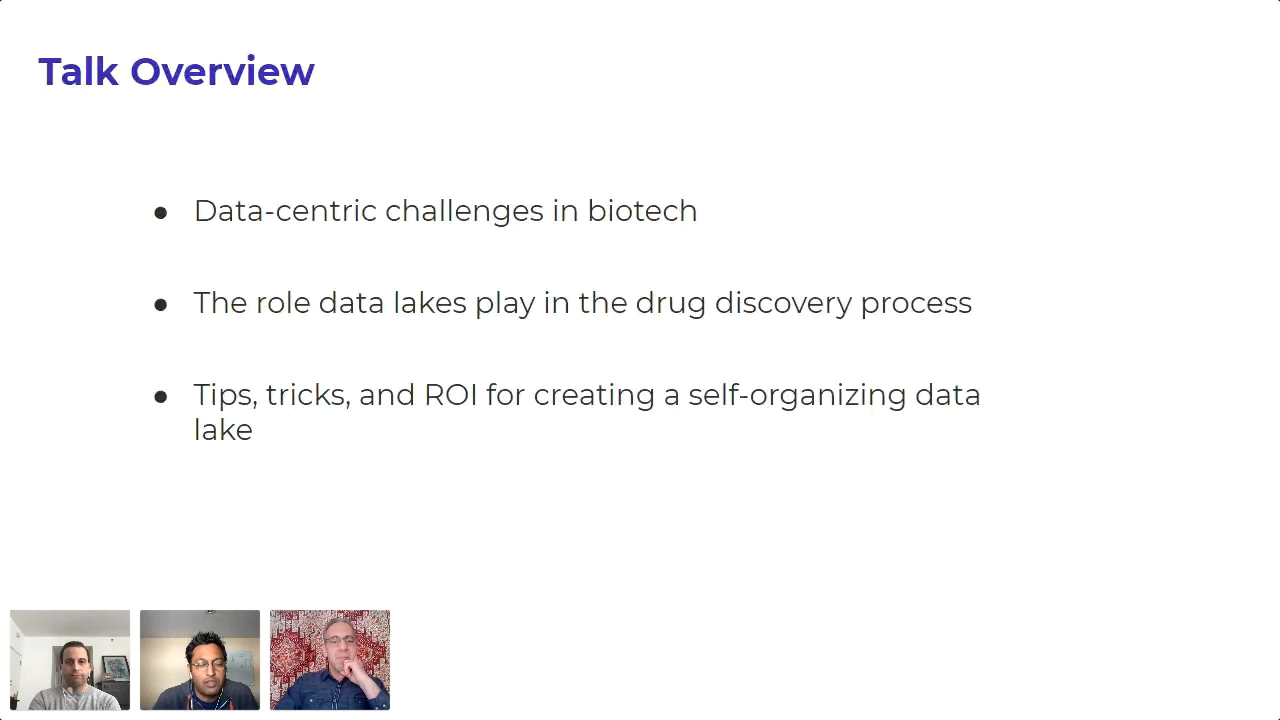 Talk Overview
● Data-centric challenges in biotech
● The role data lakes play in the drug discovery process
● Tips, tricks, and ROI for creating a self-organizing data
lake